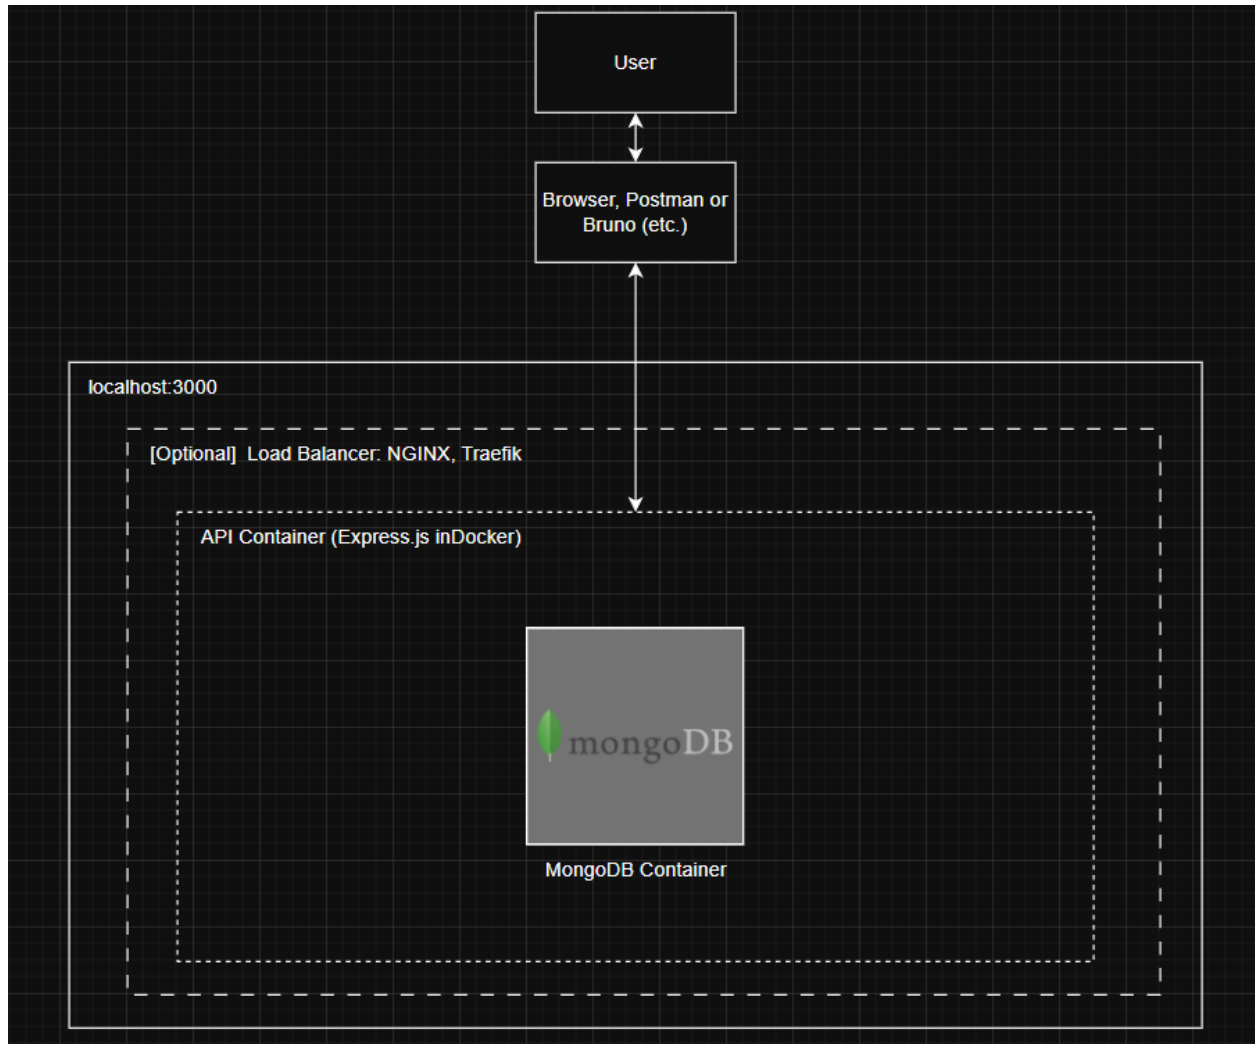 User
Browser, Postman or
Bruno (etc.)
localhost:3000
[Optional]  Load Balancer: NGINX, Traefik
API Container (Express.js inDocker)
mongoDB
MongoDB Container